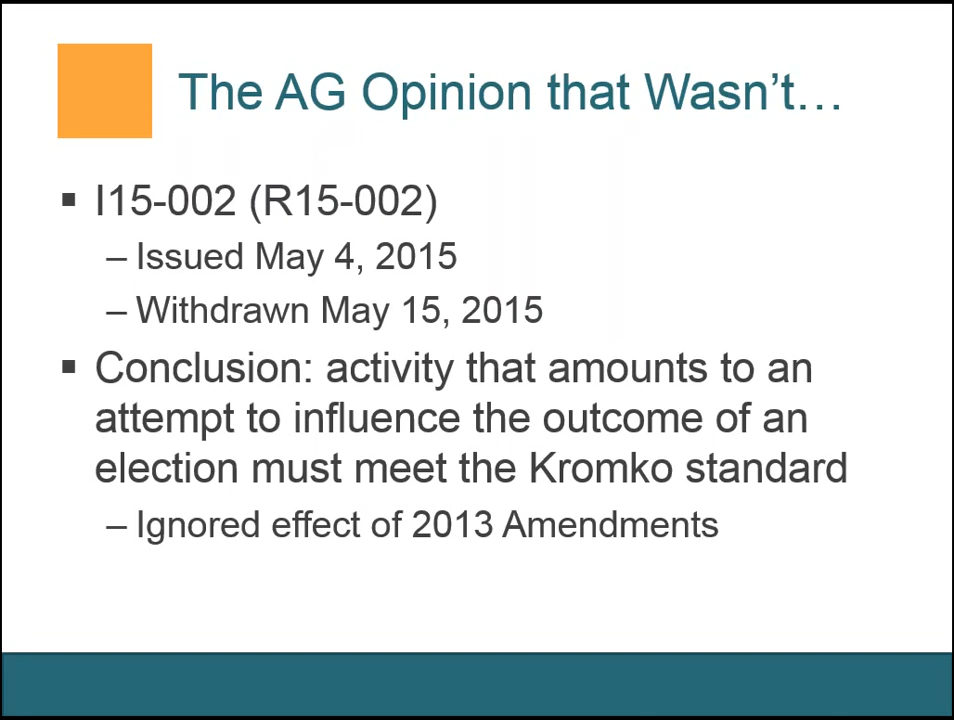 The AG Opinion that Wasn't…
▪ I15-002 (R15-002)
– Issued May 4, 2015
– Withdrawn May 15, 2015
▪ Conclusion: activity that amounts to an
attempt to influence the outcome of an
election must meet the Kromko standard
– Ignored effect of 2013 Amendments